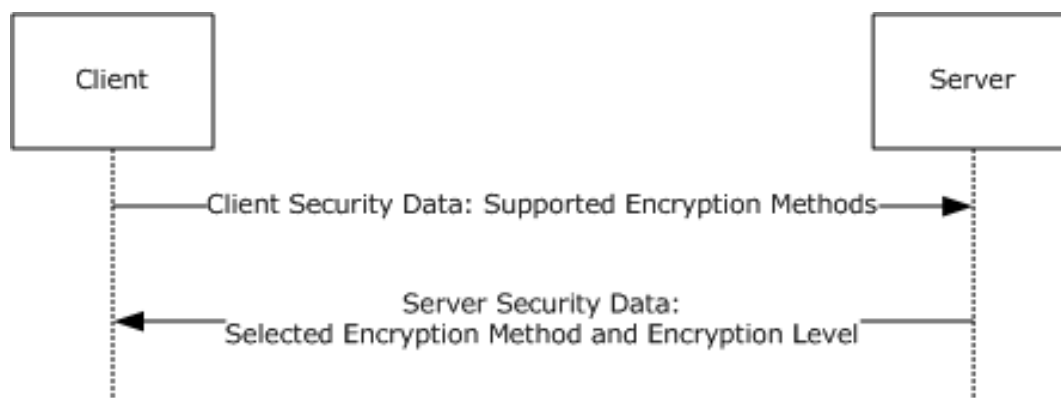 Client
Server
Client Security Data: Supported Encryption Methods
Server Security Data:
Selected Encryption Method and Encryption Level